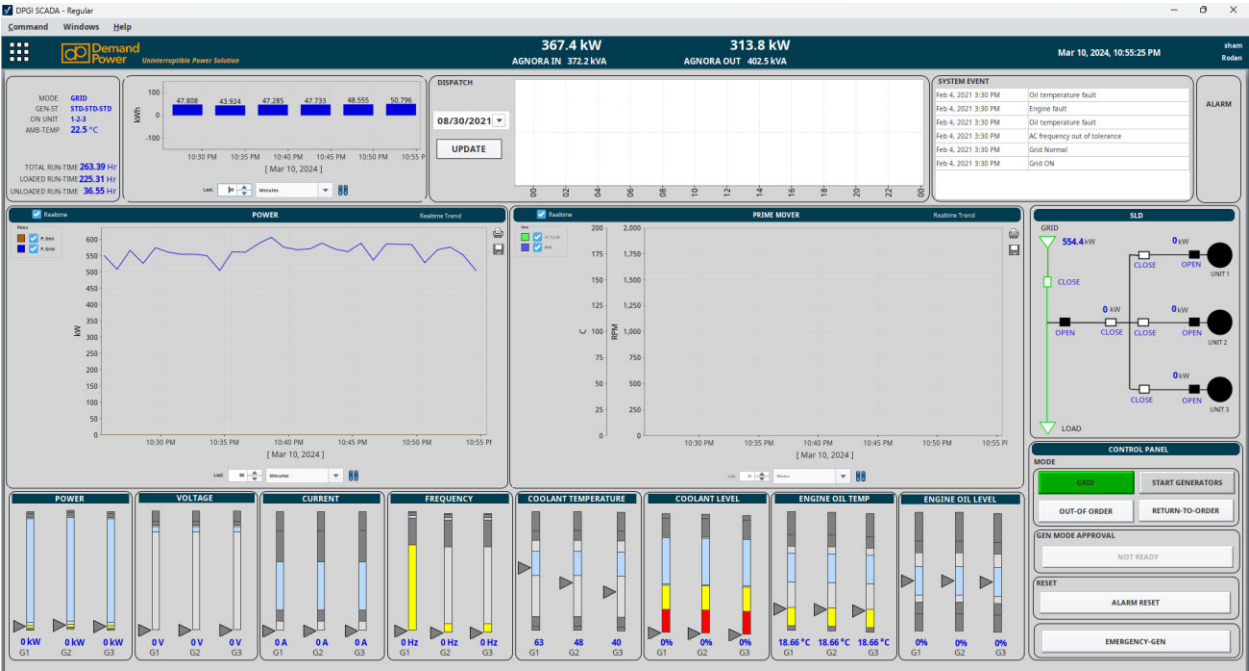 DPGI SCADA - Regular
Command Windows Help
Demand Power
Uninterruptible Power Solution
367.4 kW
AGNORA IN 372.2 kVA
313.8 kW
AGNORA OUT 402.5 kVA
Mar 10, 2024, 10:55:25 PM
sham
Rodan
MODE GRID
GEN-ST STD-STD-STD
ON UNIT 1-2-3
AMB-TEMP 22.5 °C
TOTAL RUN-TIME 263.39 Hr
LOADED RUN-TIME 225.31 Hr
UNLOADED RUN-TIME 36.55 Hr
kWh
100
0
-100
47.808 43.924 47.285 47.733 48.555 50.796
10:30 PM 10:35 PM 10:40 PM 10:45 PM 10:50 PM 10:55 P
[ Mar 10, 2024 ]
Last: Minutes
DISPATCH
08/30/2021
UPDATE
00 02 04 06 08 10 12 14 16 18 20 22 00
SYSTEM EVENT
Feb 4, 2021 3:30 PM Oil temperature fault
Feb 4, 2021 3:30 PM Engine fault
Feb 4, 2021 3:30 PM Oil temperature fault
Feb 4, 2021 3:30 PM AC frequency out of tolerance
Feb 4, 2021 3:30 PM Grid Normal
Feb 4, 2021 3:30 PM Grid ON
ALARM
Realtime POWER Realtime Trend
Pens
P_Gen
P_Grid
kW
600
550
500
450
400
350
300
250
200
150
100
50
0
10:30 PM 10:35 PM 10:40 PM 10:45 PM 10:50 PM 10:55 PM
[ Mar 10, 2024 ]
Last: Minutes
Realtime PRIME MOVER Realtime Trend
C
200
175
150
125
100
75
50
25
0
RPM
2,000
1,750
1,500
1,250
1,000
750
500
250
0
10:30 PM 10:35 PM 10:40 PM 10:45 PM 10:50 PM 10:55 PI
[ Mar 10, 2024 ]
SLD
GRID
554.4 kW
CLOSE
0 kW
CLOSE OPEN
UNIT 1
0 kW 0 kW
OPEN CLOSE CLOSE OPEN
UNIT 2
0 kW
CLOSE OPEN
UNIT 3
LOAD
CONTROL PANEL
MODE
GRID START GENERATORS
OUT-OF ORDER RETURN-TO-ORDER
GEN MODE APPROVAL
NOT READY
RESET
ALARM RESET
EMERGENCY-GEN
POWER
0 kW 0 kW 0 kW
G1 G2 G3
VOLTAGE
0 V 0 V 0 V
G1 G2 G3
CURRENT
0 A 0 A 0 A
G1 G2 G3
FREQUENCY
0 Hz 0 Hz 0 Hz
G1 G2 G3
COOLANT TEMPERATURE
63 48 40
G1 G2 G3
COOLANT LEVEL
0% 0% 0%
G1 G2 G3
ENGINE OIL TEMP
18.66 °C 18.66 °C 18.66 °C
G1 G2 G3
ENGINE OIL LEVEL
0% 0% 0%
G1 G2 G3